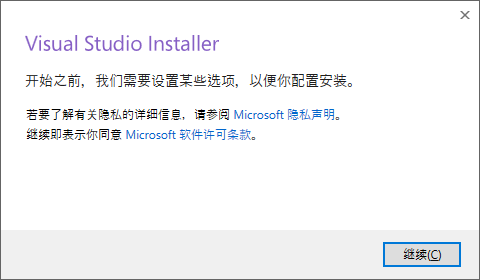 Visual Studio Installer
开始之前，我们需要设置某些选项，以便你配置安装。
若要了解有关隐私的详细信息，请参阅 Microsoft 隐私声明。
继续即表示你同意 Microsoft 软件许可条款。
继续(C)